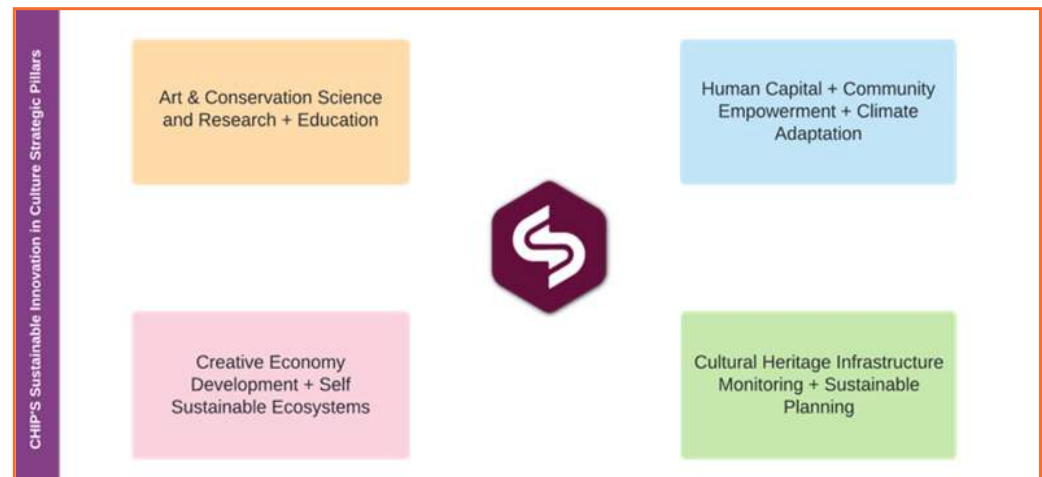 CHIP'S Sustainable Innovation in Culture Strategic Pillars
Art & Conservation Science
and Research + Education
Human Capital + Community
Empowerment + Climate
Adaptation
Creative Economy
Development + Self
Sustainable Ecosystems
Cultural Heritage Infrastructure
Monitoring + Sustainable
Planning